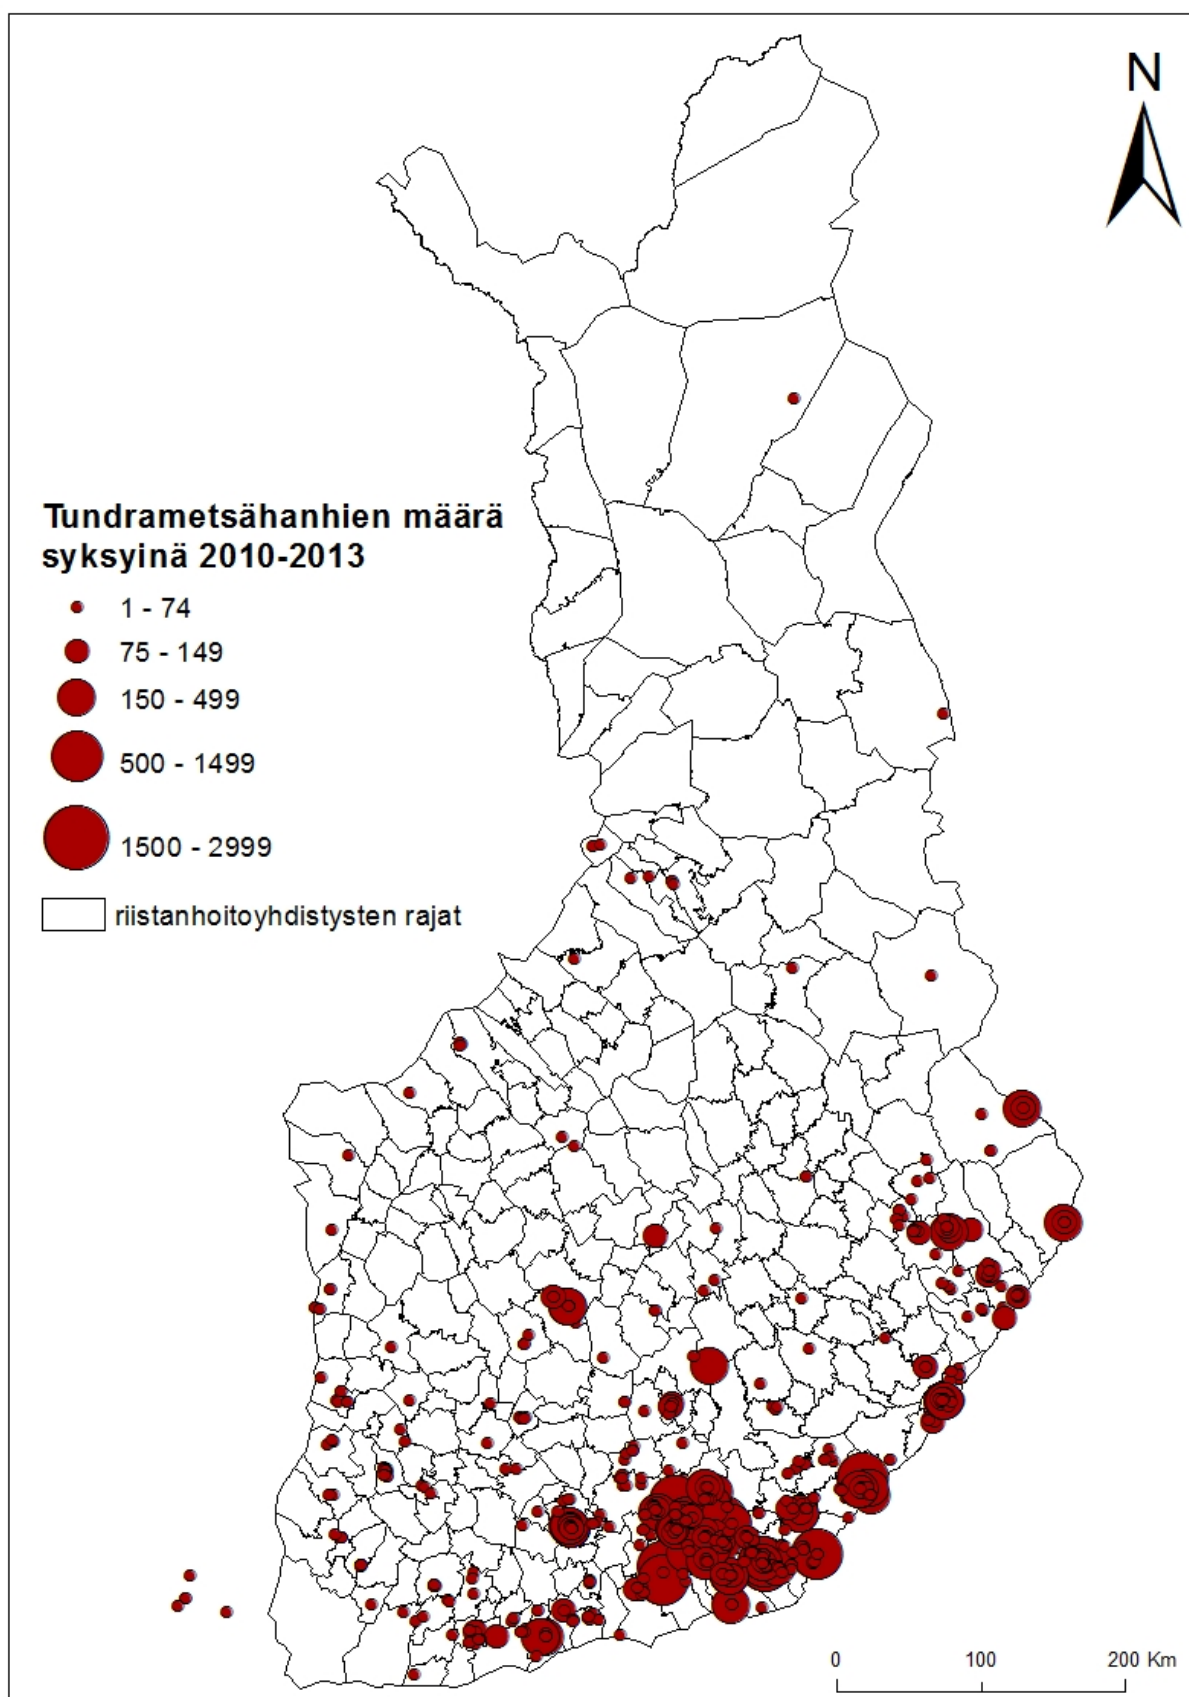 N
Tundrametsähanhien määrä
syksyinä 2010-2013
1 - 74
75 - 149
150 - 499
500 - 1499
1500 - 2999
riistanhoitoyhdistysten rajat
0 100 200 Km